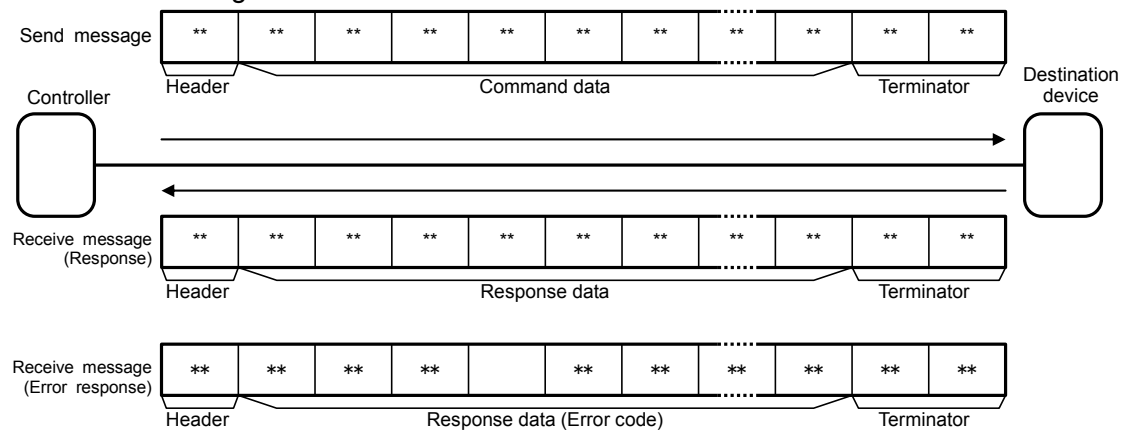 Send message ** ** ** ** ** ** ** ** ** ** **
Header Command data Terminator
Controller
Destination
device
Receive message
(Response)
** ** ** ** ** ** ** ** ** ** **
Header Response data Terminator
Receive message
(Error response)
** ** ** ** ** ** ** ** ** **
Header Response data (Error code) Terminator